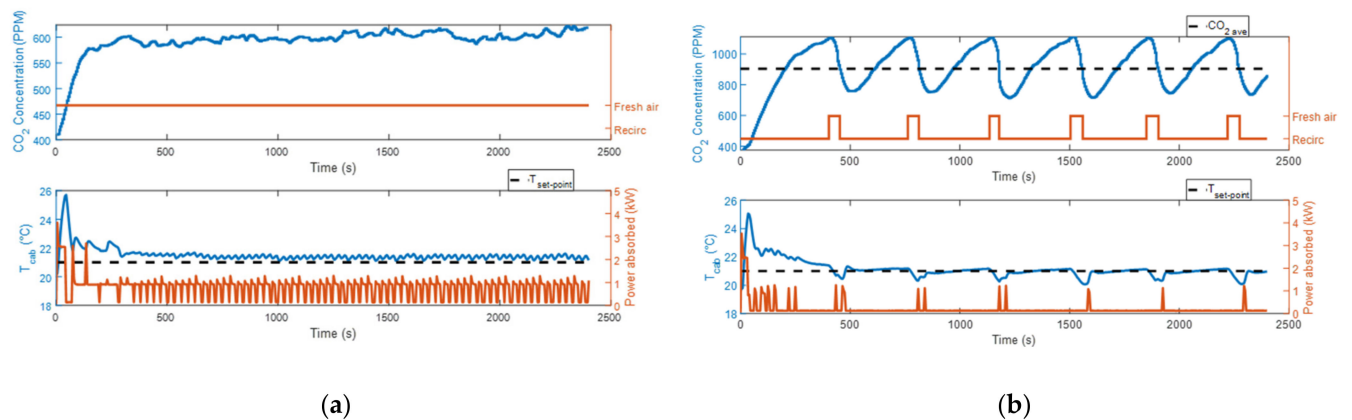 600
550
500
450
400
CO2 Concentration (PPM)
Fresh air
Recirc
0
500
1000
1500
2000
2500
Time (s)
T set-point
26
24
22
20
18
Tcab (°C)
5
4
3
2
1
0
Power absorbed (kW)
0
500
1000
1500
2000
2500
Time (s)
(a)
CO2 ave
1000
800
600
400
CO2 Concentration (PPM)
Fresh air
Recirc
0
500
1000
1500
2000
2500
Time (s)
T set-point
26
24
22
20
18
Tcab (°C)
5
4
3
2
1
0
Power absorbed (kW)
0
500
1000
1500
2000
2500
Time (s)
(b)